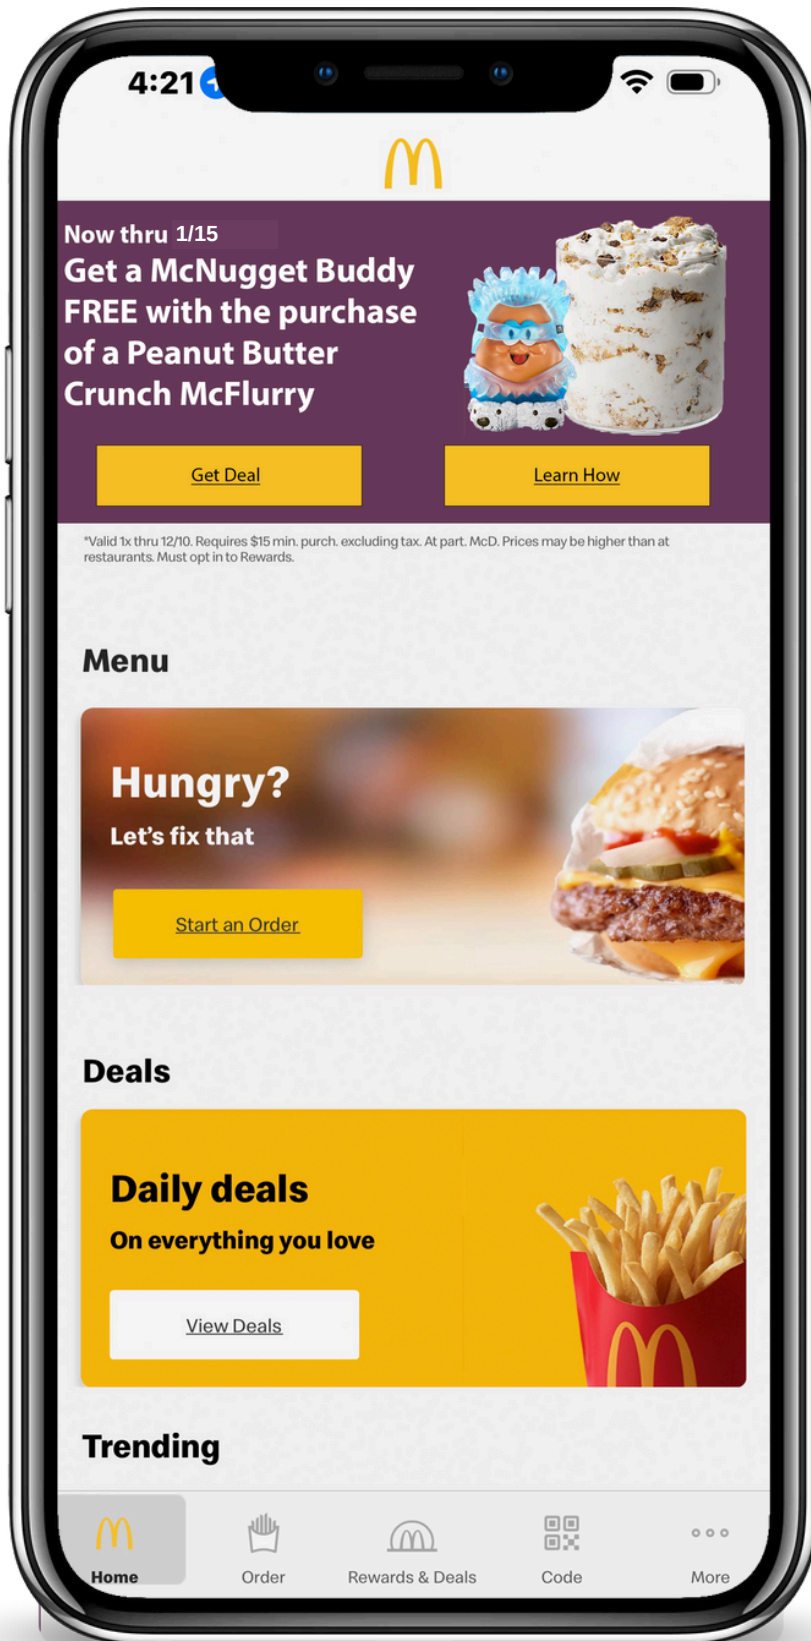 4:21
Now thru 1/15
Get a McNugget Buddy
FREE with the purchase
of a Peanut Butter
Crunch McFlurry
Get Deal
Learn How
*Valid 1x thru 12/10. Requires $15 min. purch. excluding tax. At part. McD. Prices may be higher than at
restaurants. Must opt in to Rewards.
Menu
Hungry?
Let's fix that
Start an Order
Deals
Daily deals
On everything you love
View Deals
Trending
Home
Order
Rewards & Deals
Code
More